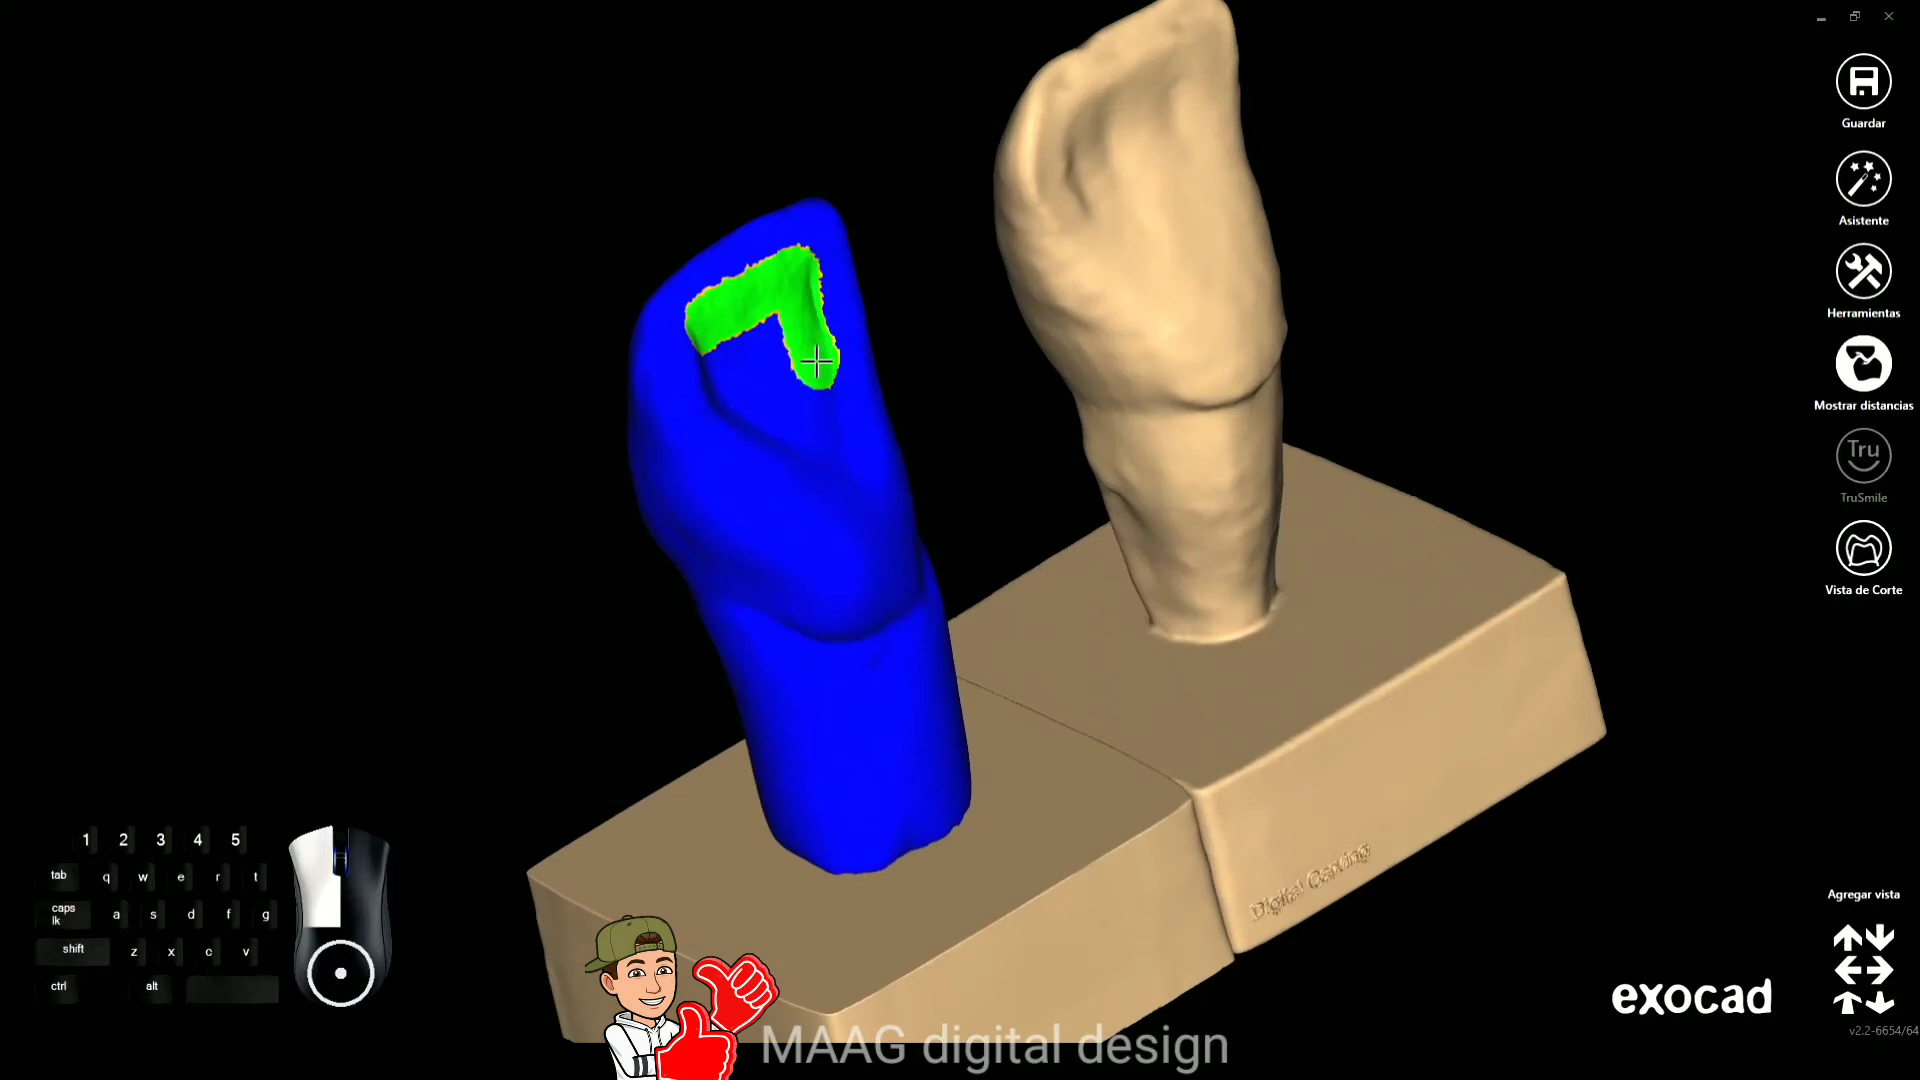 Guardar
Asistente
Herramientas
Mostrar distancias
Tru
TruSmile
Vista de Corte
Digital Carving
1 2 3 4 5
tab q w e r t
caps
lk a s d f g
shift z x c v
ctrl alt
Agregar vista
exocad
v2.2-6654/64
MAAG digital design